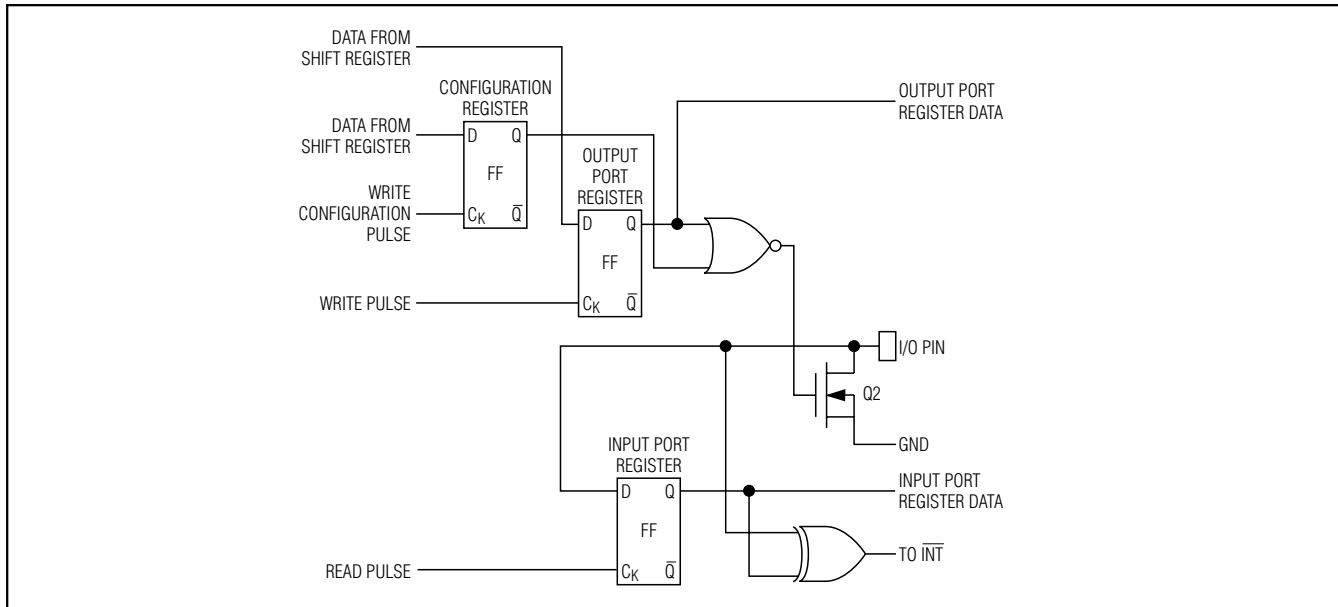 DATA FROM
SHIFT REGISTER
CONFIGURATION
REGISTER
OUTPUT PORT
REGISTER DATA
DATA FROM
SHIFT REGISTER
D Q
FF
CK Q̅
WRITE
CONFIGURATION
PULSE
OUTPUT
PORT
REGISTER
D Q
FF
CK Q̅
WRITE PULSE
I/O PIN
Q2
GND
INPUT PORT
REGISTER
D Q
FF
CK Q̅
INPUT PORT
REGISTER DATA
READ PULSE
TO I̅N̅T̅